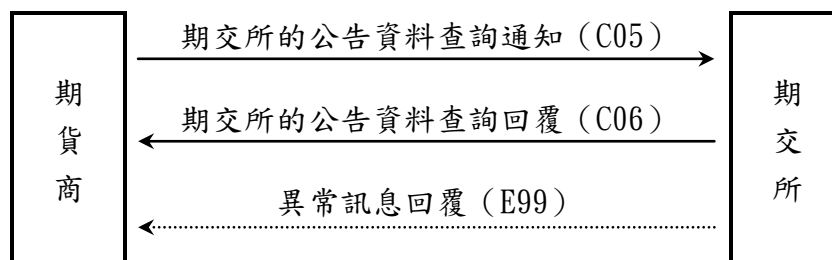 期交所的公告資料查詢通知（C05）
期貨商
期交所
期交所的公告資料查詢回覆（C06）
異常訊息回覆（E99）